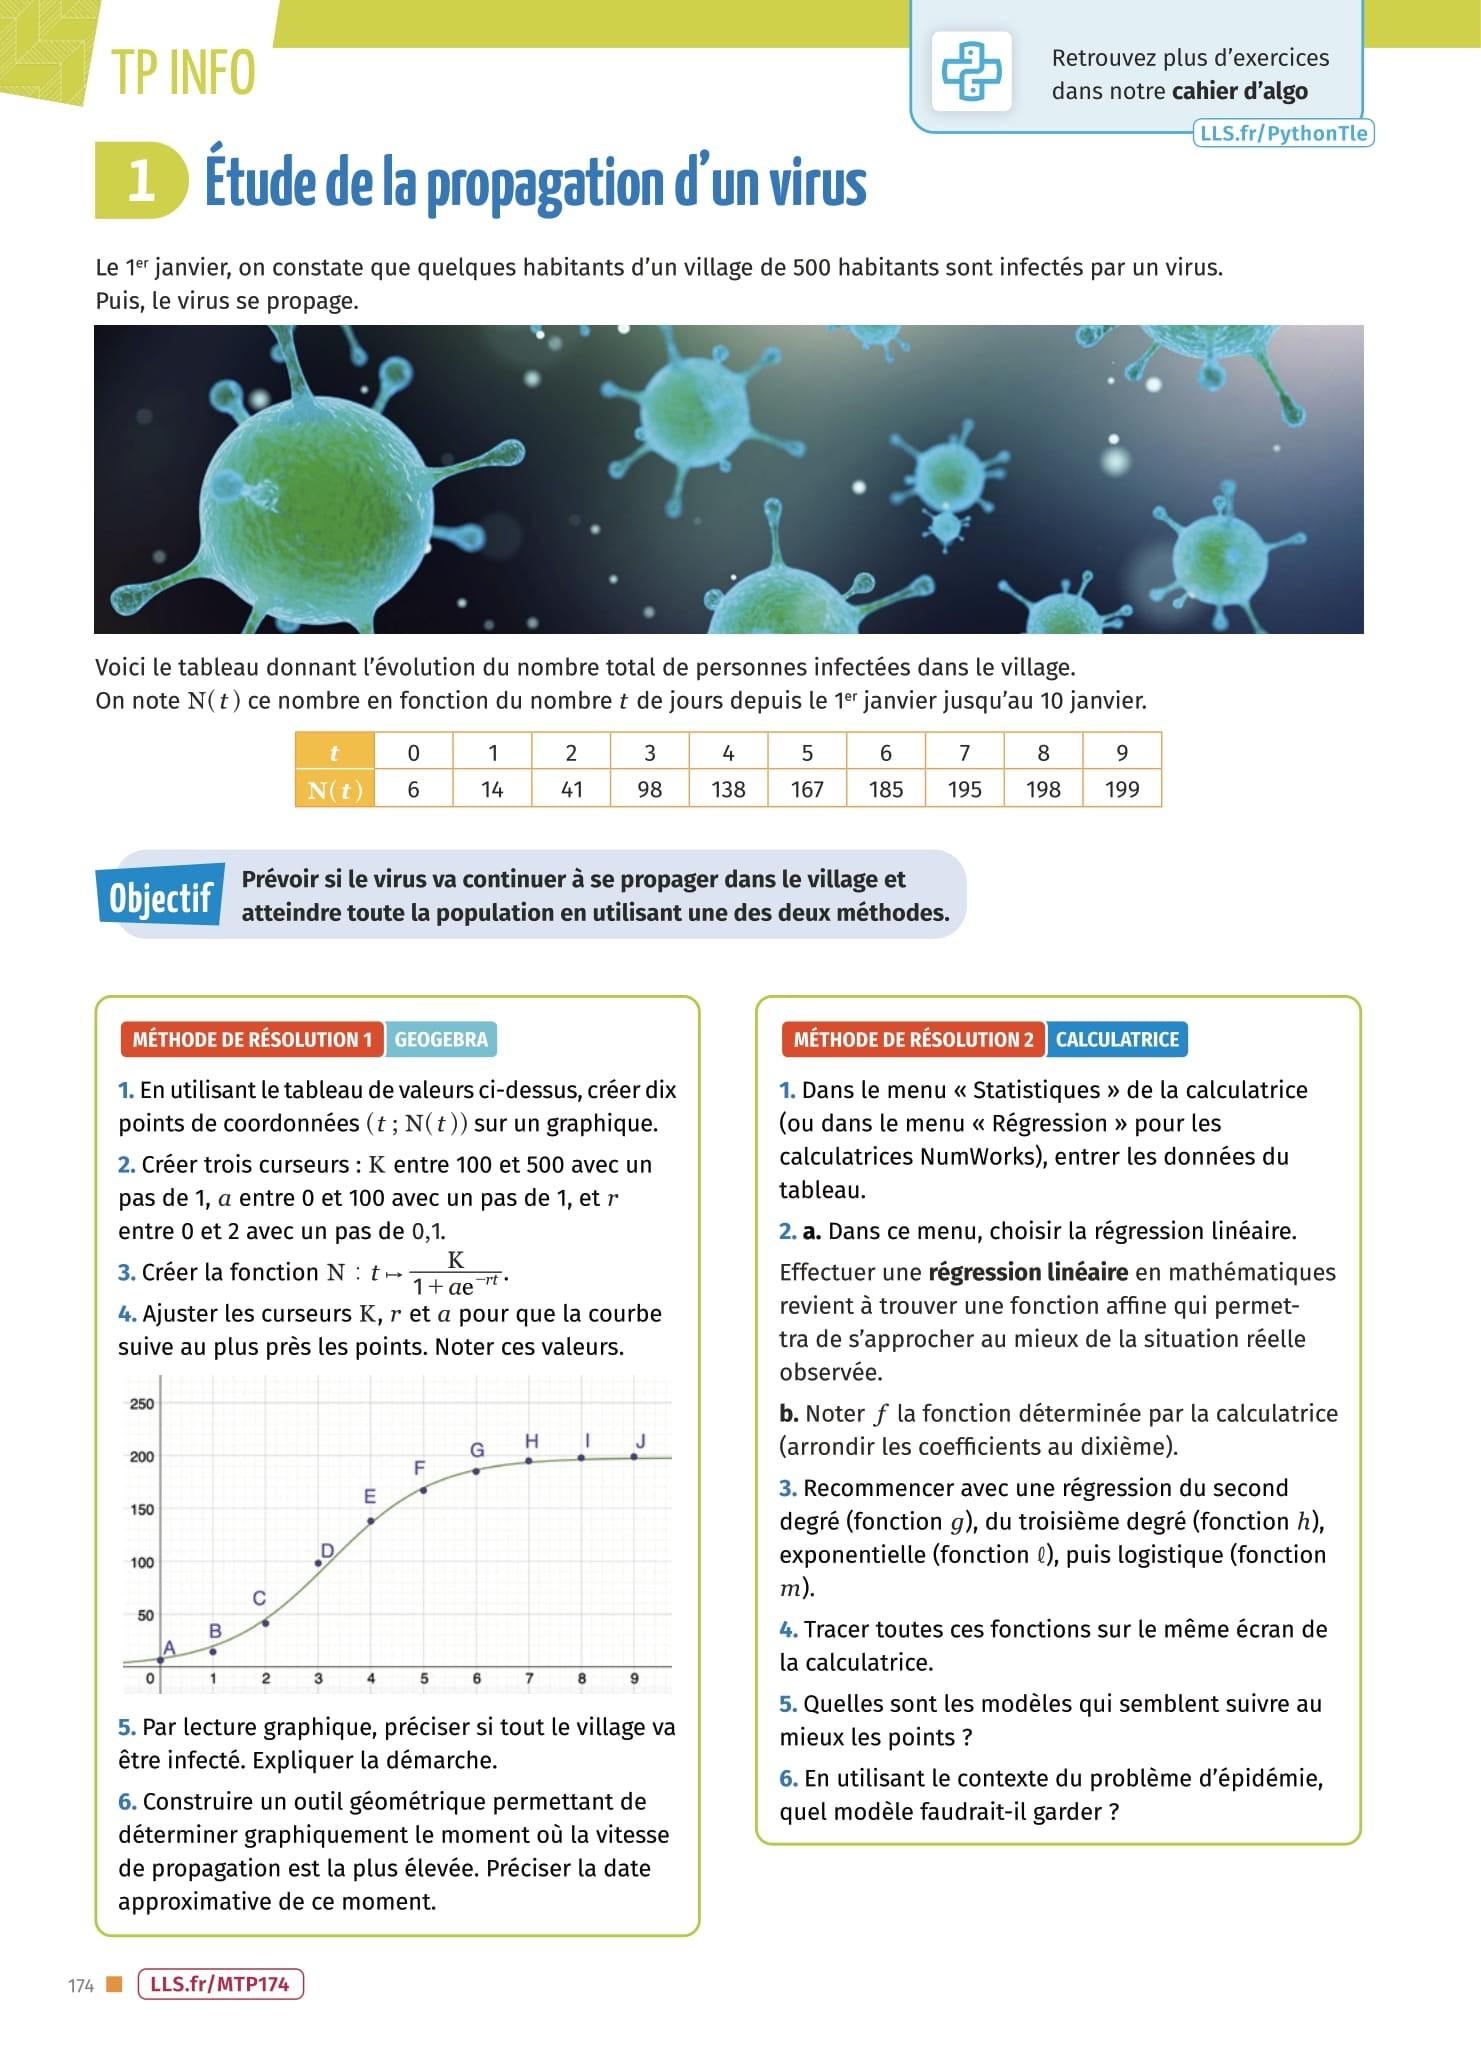 TP INFO
Retrouvez plus d’exercices
dans notre cahier d’algo
LLS.fr/PythonTle
1 Étude de la propagation d’un virus
Le 1er janvier, on constate que quelques habitants d’un village de 500 habitants sont infectés par un virus.
Puis, le virus se propage.
Voici le tableau donnant l’évolution du nombre total de personnes infectées dans le village.
On note N(t) ce nombre en fonction du nombre t de jours depuis le 1er janvier jusqu’au 10 janvier.
t 0 1 2 3 4 5 6 7 8 9
N(t) 6 14 41 98 138 167 185 195 198 199
Objectif
Prévoir si le virus va continuer à se propager dans le village et
atteindre toute la population en utilisant une des deux méthodes.
MÉTHODE DE RÉSOLUTION 1 GEOGEBRA
1. En utilisant le tableau de valeurs ci-dessus, créer dix
points de coordonnées (t ; N(t)) sur un graphique.
2. Créer trois curseurs : K entre 100 et 500 avec un
pas de 1, a entre 0 et 100 avec un pas de 1, et r
entre 0 et 2 avec un pas de 0,1.
3. Créer la fonction N : t ↦ K / (1 + ae^(−rt)).
4. Ajuster les curseurs K, r et a pour que la courbe
suive au plus près les points. Noter ces valeurs.
250
200
150
100
50
A B C D E F G H I J
0 1 2 3 4 5 6 7 8 9
5. Par lecture graphique, préciser si tout le village va
être infecté. Expliquer la démarche.
6. Construire un outil géométrique permettant de
déterminer graphiquement le moment où la vitesse
de propagation est la plus élevée. Préciser la date
approximative de ce moment.
MÉTHODE DE RÉSOLUTION 2 CALCULATRICE
1. Dans le menu « Statistiques » de la calculatrice
(ou dans le menu « Régression » pour les
calculatrices NumWorks), entrer les données du
tableau.
2. a. Dans ce menu, choisir la régression linéaire.
Effectuer une régression linéaire en mathématiques
revient à trouver une fonction affine qui permet-
tra de s’approcher au mieux de la situation réelle
observée.
b. Noter f la fonction déterminée par la calculatrice
(arrondir les coefficients au dixième).
3. Recommencer avec une régression du second
degré (fonction g), du troisième degré (fonction h),
exponentielle (fonction ℓ), puis logistique (fonction
m).
4. Tracer toutes ces fonctions sur le même écran de
la calculatrice.
5. Quelles sont les modèles qui semblent suivre au
mieux les points ?
6. En utilisant le contexte du problème d’épidémie,
quel modèle faudrait-il garder ?
174
LLS.fr/MTP174